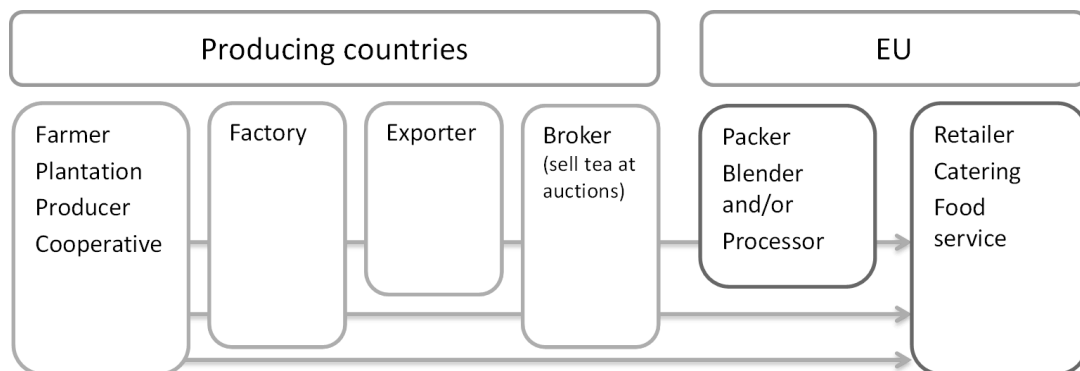 Producing countries
EU
Farmer
Plantation
Producer
Cooperative
Factory
Exporter
Broker
(sell tea at
auctions)
Packer
Blender
and/or
Processor
Retailer
Catering
Food
service